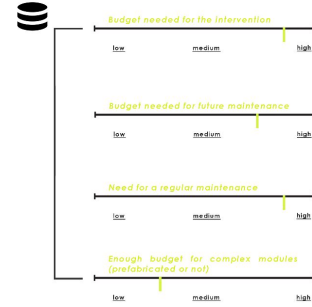 Budget needed for the intervention
low medium high
Budget needed for future maintenance
low medium high
Need for a regular maintenance
low medium high
Enough budget for complex modules
(prefabricated or not)
low medium high